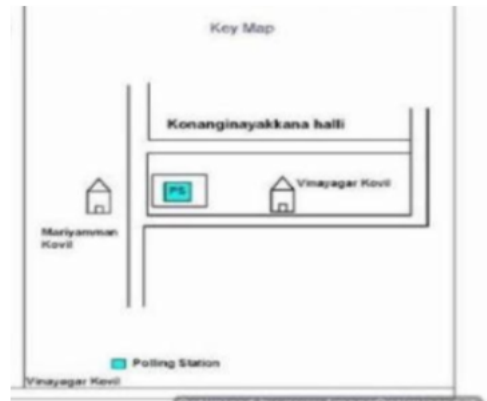 Key Map
Konanginayakkana halli
PS
Vinayagar Kovil
Mariyamman
Kovil
Polling Station
Vinayagar Kovil